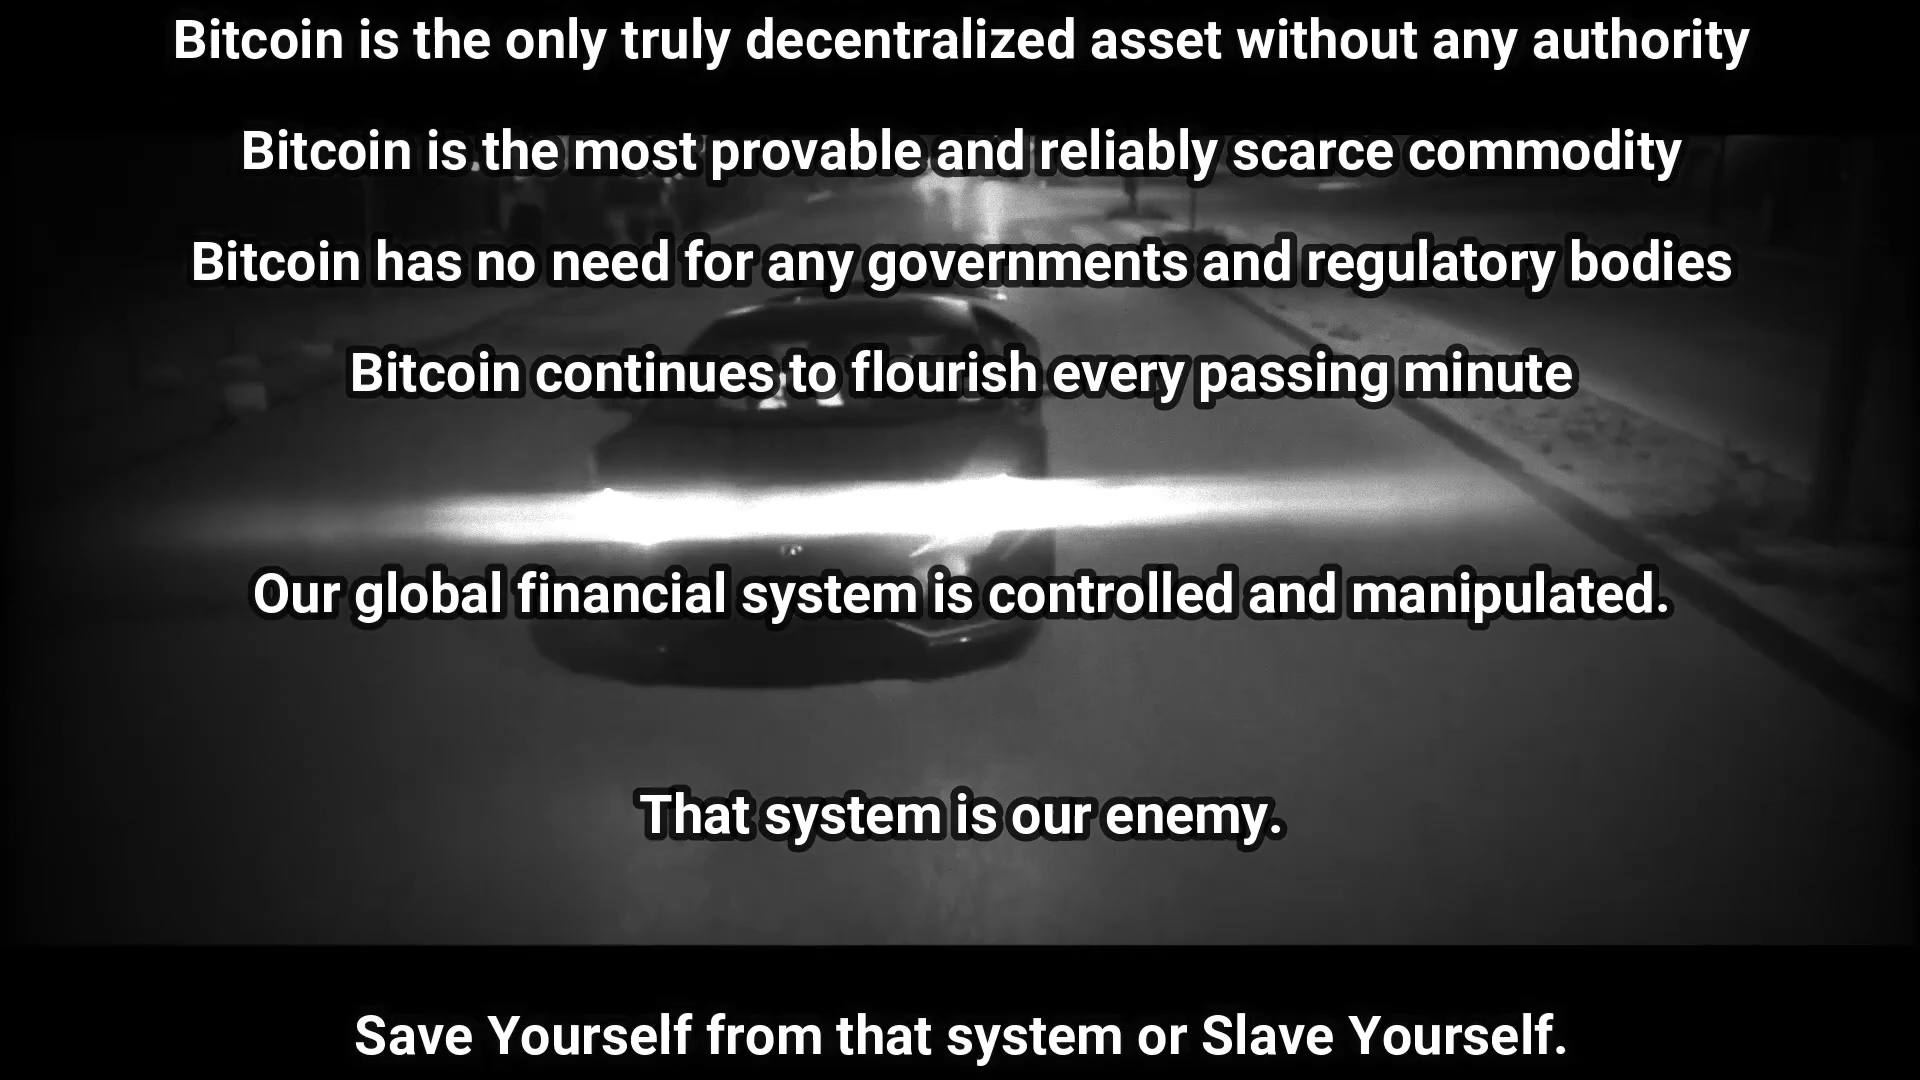 Bitcoin is the only truly decentralized asset without any authority
Bitcoin is the most provable and reliably scarce commodity
Bitcoin has no need for any governments and regulatory bodies
Bitcoin continues to flourish every passing minute
Our global financial system is controlled and manipulated.
That system is our enemy.
Save Yourself from that system or Slave Yourself.